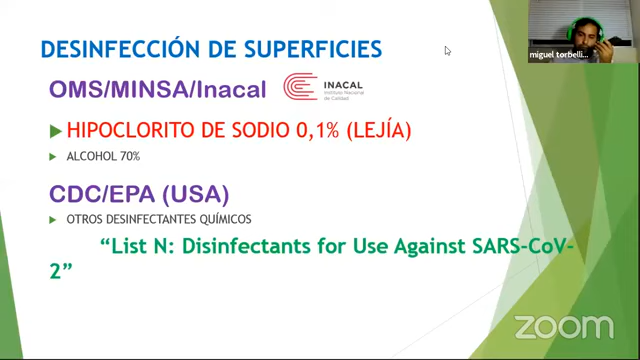 miguel torbelli...
DESINFECCIÓN DE SUPERFICIES
OMS/MINSA/Inacal
INACAL
Instituto Nacional
de Calidad
HIPOCLORITO DE SODIO 0,1% (LEJÍA)
ALCOHOL 70%
CDC/EPA (USA)
OTROS DESINFECTANTES QUÍMICOS
“List N: Disinfectants for Use Against SARS-CoV-
2”
zoom